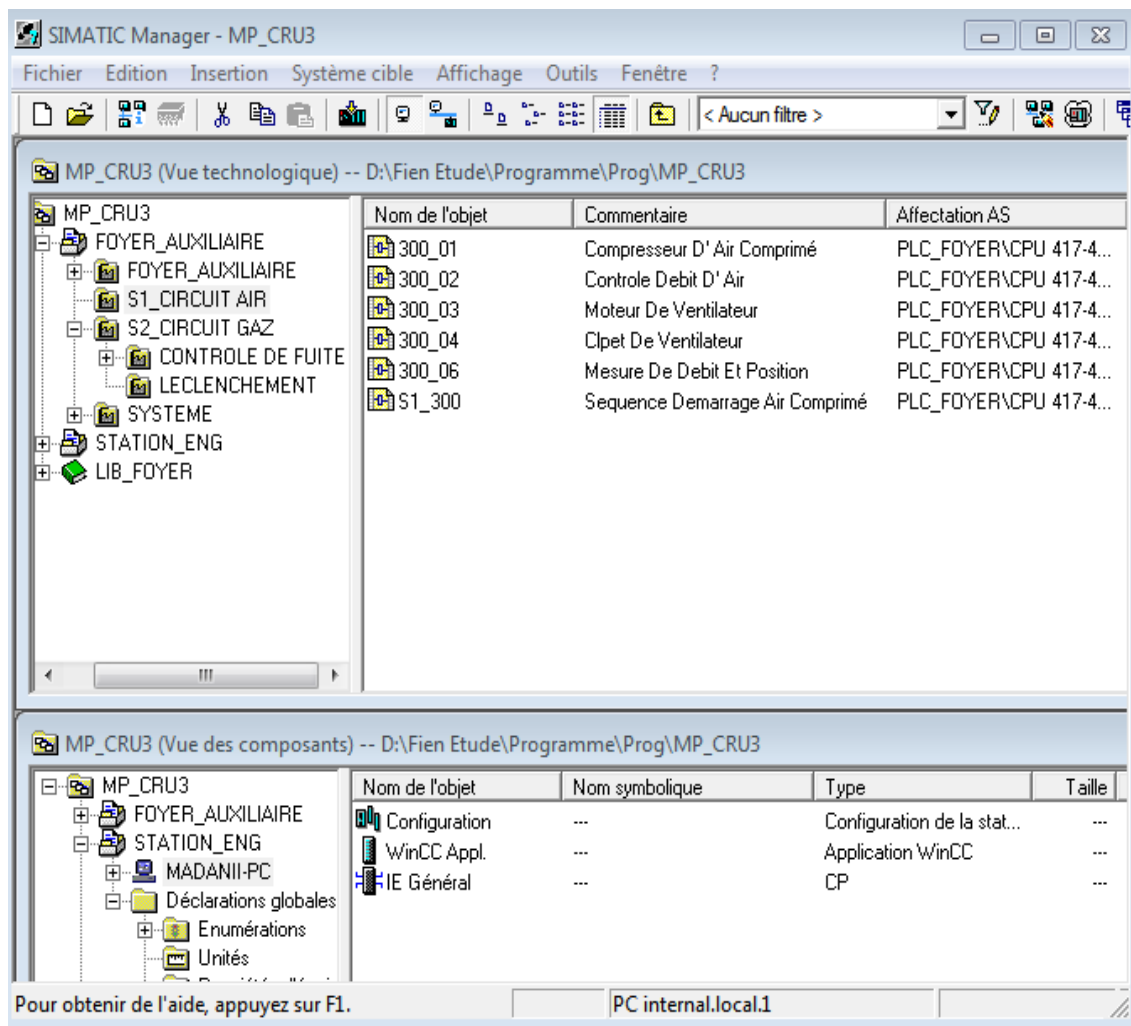 SIMATIC Manager - MP_CRU3
Fichier Edition Insertion Système cible Affichage Outils Fenêtre ?
< Aucun filtre >
MP_CRU3 (Vue technologique) -- D:\Fien Etude\Programme\Prog\MP_CRU3
MP_CRU3
FOYER_AUXILIAIRE
FOYER_AUXILIAIRE
S1_CIRCUIT AIR
S2_CIRCUIT GAZ
CONTROLE DE FUITE
LECLENCHEMENT
SYSTEME
STATION_ENG
LIB_FOYER
Nom de l'objet Commentaire Affectation AS
300_01 Compresseur D' Air Comprimé PLC_FOYER\CPU 417-4...
300_02 Controle Debit D' Air PLC_FOYER\CPU 417-4...
300_03 Moteur De Ventilateur PLC_FOYER\CPU 417-4...
300_04 Clpet De Ventilateur PLC_FOYER\CPU 417-4...
300_06 Mesure De Debit Et Position PLC_FOYER\CPU 417-4...
S1_300 Sequence Demarrage Air Comprimé PLC_FOYER\CPU 417-4...
MP_CRU3 (Vue des composants) -- D:\Fien Etude\Programme\Prog\MP_CRU3
MP_CRU3
FOYER_AUXILIAIRE
STATION_ENG
MADANII-PC
Déclarations globales
Enumérations
Unités
Nom de l'objet Nom symbolique Type Taille
Configuration --- Configuration de la stat... ---
WinCC Appl. --- Application WinCC ---
IE Général --- CP ---
Pour obtenir de l'aide, appuyez sur F1. PC internal.local.1